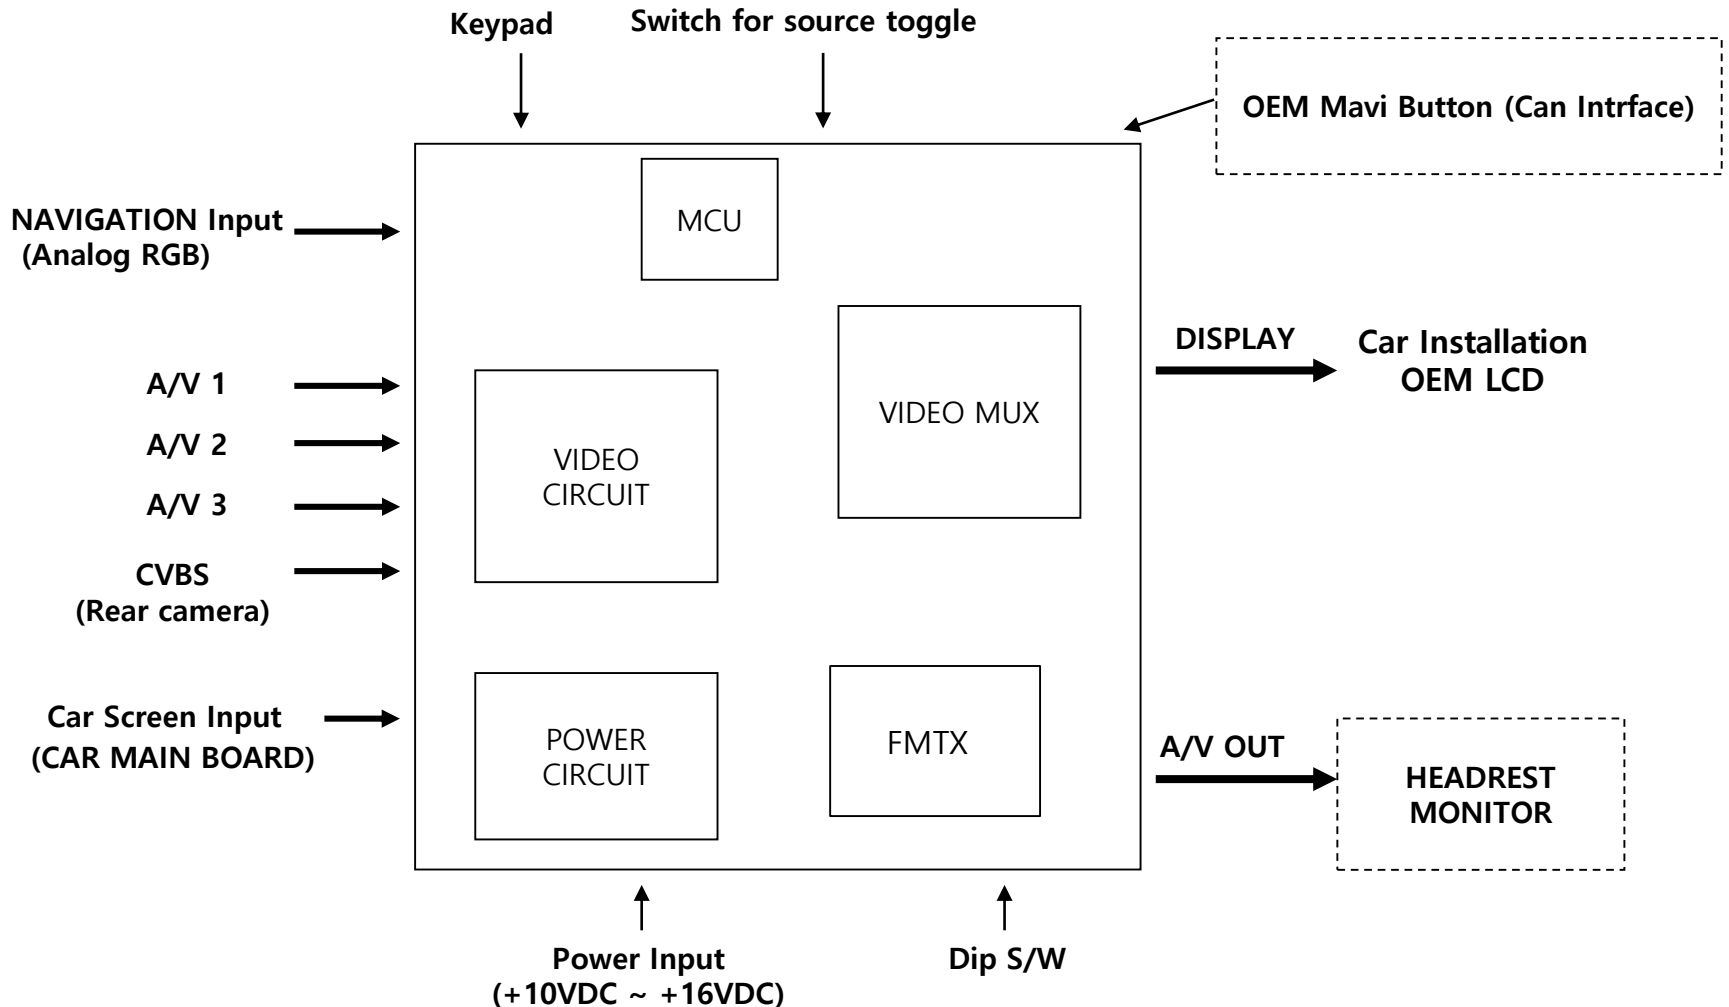 Keypad
Switch for source toggle
OEM Mavi Button (Can Intrface)
NAVIGATION Input
(Analog RGB)
MCU
A/V 1
A/V 2
A/V 3
CVBS
(Rear camera)
VIDEO
CIRCUIT
VIDEO MUX
DISPLAY
Car Installation
OEM LCD
Car Screen Input
(CAR MAIN BOARD)
POWER
CIRCUIT
FMTX
A/V OUT
HEADREST
MONITOR
Power Input
(+10VDC ~ +16VDC)
Dip S/W